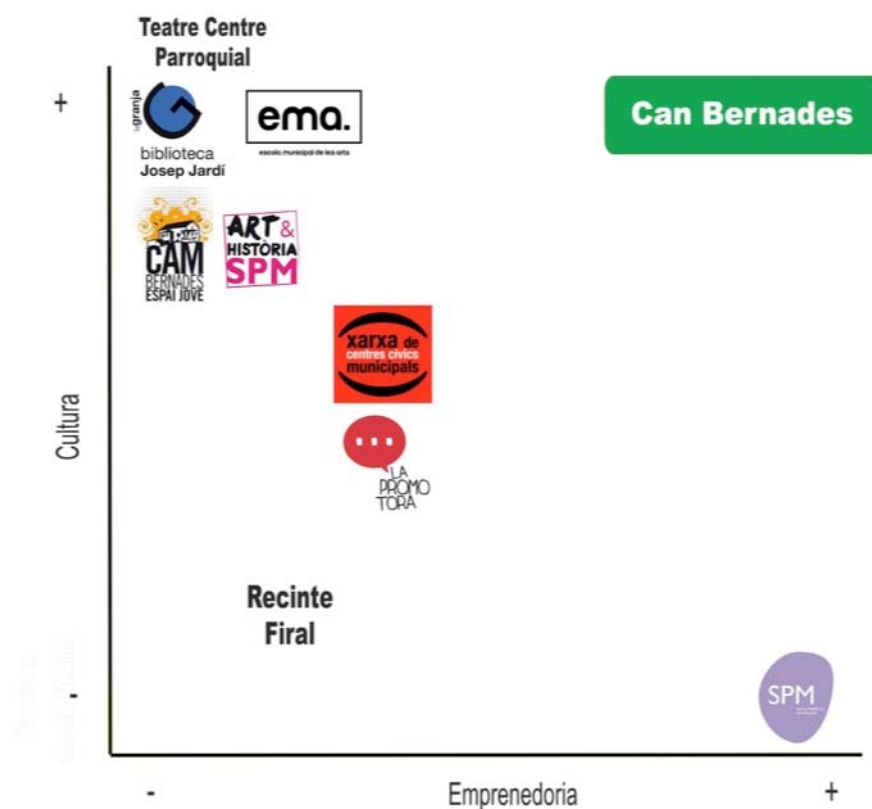 Teatre Centre
Parroquial
+
la granja
biblioteca
Josep Jardí
ema.
escola municipal de les arts
Can Bernades
CAM
BERNADES
ESPAI JOVE
ART &
HISTÒRIA
SPM
xarxa de
centres cívics
municipals
Cultura
LA
PROMO
TORA
Recinte
Firal
-
SPM
-
Emprenedoria
+